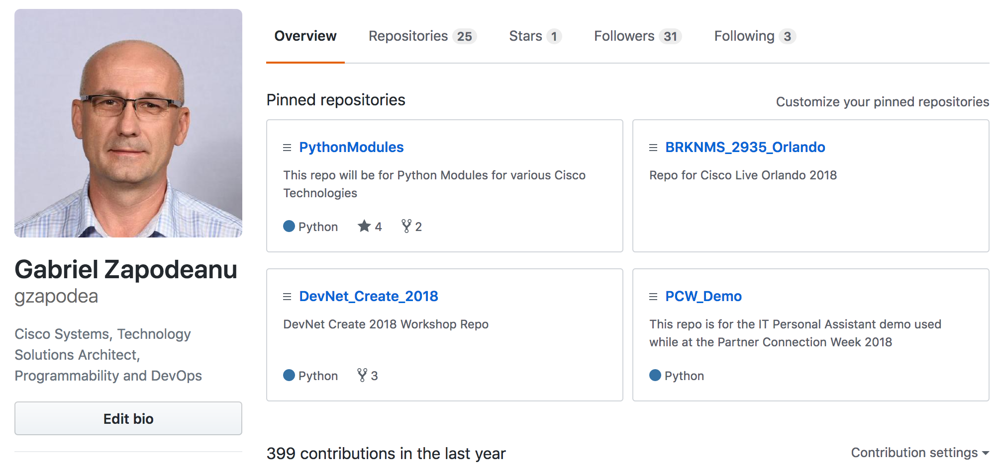 Overview
Repositories 25
Stars 1
Followers 31
Following 3
Pinned repositories
Customize your pinned repositories
PythonModules
This repo will be for Python Modules for various Cisco
Technologies
Python 4 2
BRKNMS_2935_Orlando
Repo for Cisco Live Orlando 2018
DevNet_Create_2018
DevNet Create 2018 Workshop Repo
Python 3
PCW_Demo
This repo is for the IT Personal Assistant demo used
while at the Partner Connection Week 2018
Python
Gabriel Zapodeanu
gzapodea
Cisco Systems, Technology
Solutions Architect,
Programmability and DevOps
Edit bio
399 contributions in the last year
Contribution settings